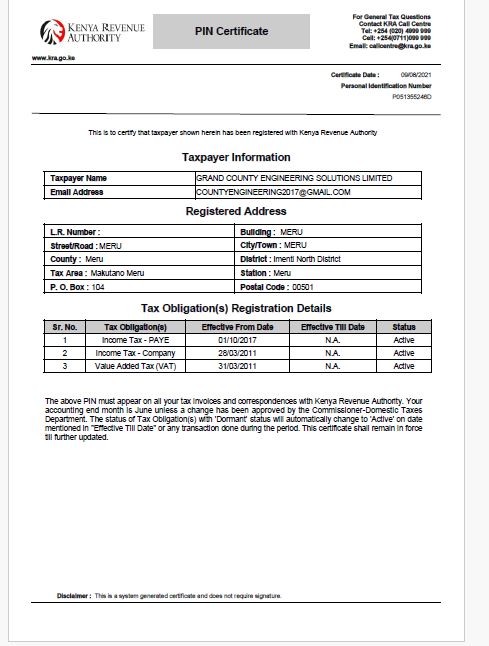 KENYA REVENUE
AUTHORITY
PIN Certificate
For General Tax Questions
Contact KRA Call Centre
Tel: +254 (020) 4999 999
Cell: +254(0711)099 999
Email: callcentre@kra.go.ke
www.kra.go.ke
Certificate Date : 09/08/2021
Personal Identification Number
P051355246D
This is to certify that taxpayer shown herein has been registered with Kenya Revenue Authority
Taxpayer Information
Taxpayer Name GRAND COUNTY ENGINEERING SOLUTIONS LIMITED
Email Address COUNTYENGINEERING2017@GMAIL.COM
Registered Address
L.R. Number : Building : MERU
Street/Road : MERU City/Town : MERU
County : Meru District : Imenti North District
Tax Area : Makutano Meru Station : Meru
P. O. Box : 104 Postal Code : 00501
Tax Obligation(s) Registration Details
Sr. No. Tax Obligation(s) Effective From Date Effective Till Date Status
1 Income Tax - PAYE 01/10/2017 N.A. Active
2 Income Tax - Company 28/03/2011 N.A. Active
3 Value Added Tax (VAT) 31/03/2011 N.A. Active
The above PIN must appear on all your tax invoices and correspondences with Kenya Revenue Authority. Your
accounting end month is June unless a change has been approved by the Commissioner-Domestic Taxes
Department. The status of Tax Obligation(s) with 'Dormant' status will automatically change to 'Active' on date
mentioned in "Effective Till Date" or any transaction done during the period. This certificate shall remain in force
till further updated.
Disclaimer : This is a system generated certificate and does not require signature.